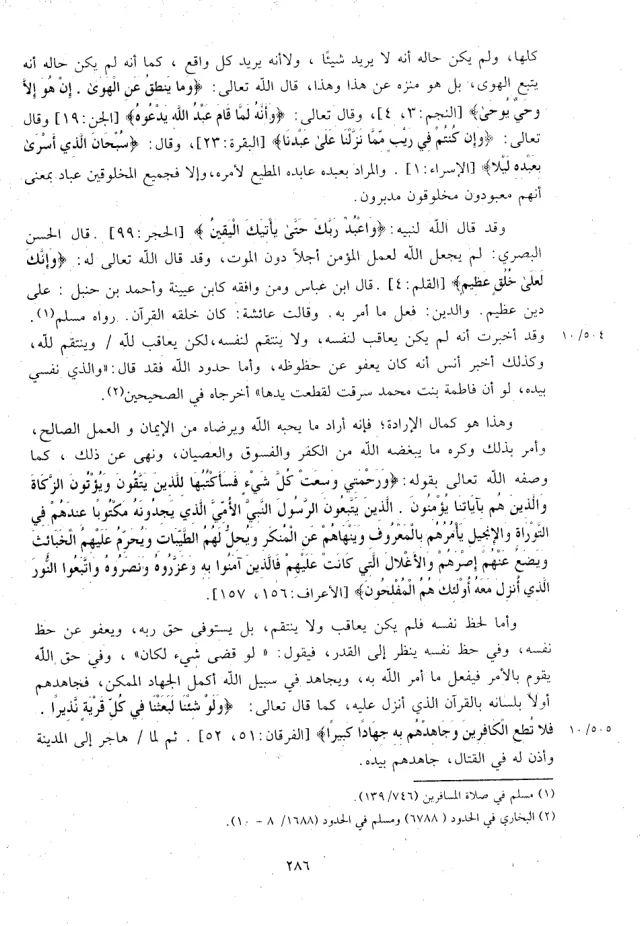 كلها، ولم يكن حاله أنه لا يريد شيئًا ، ولاأنه يريد كل واقع ، كما أنه لم يكن حاله أنه
يتبع الهوى، بل هو منزه عن هذا وهذا، قال الله تعالى: ﴿وما ينطق عن الهوى . إن هو إلاَّ
وحي يوحى﴾ [النجم:٣، ٤]، وقال تعالى: ﴿وأنه لما قام عبد الله يدعوه﴾ [الجن:١٩] وقال
تعالى: ﴿وإن كنتم في ريب مما نزلنا على عبدنا﴾ [البقرة:٢٣]، وقال: ﴿سبحان الذي أسرى
بعبده ليلا﴾ [الإسراء:١] . والمراد بعبده عابده المطيع لأمره،وإلا فجميع المخلوقين عباد بمعنى
أنهم معبودون مخلوقون مدبرون.
وقد قال الله لنبيه: ﴿واعبد ربك حتى يأتيك اليقين ﴾ [الحجر:٩٩] . قال الحسن
البصري: لم يجعل الله لعمل المؤمن أجلاً دون الموت، وقد قال الله تعالى له: ﴿وإنك
لعلى خلق عظيم﴾ [القلم:٤] . قال ابن عباس ومن وافقه كابن عيينة وأحمد بن حنبل : على
دين عظيم. والدين: فعل ما أمر به. وقالت عائشة: كان خلقه القرآن. رواه مسلم(١).
١٠/٥٠٤ وقد أخبرت أنه لم يكن يعاقب لنفسه، ولا ينتقم لنفسه،لكن يعاقب لله / وينتقم لله،
وكذلك أخبر أنس أنه كان يعفو عن حظوظه، وأما حدود الله فقد قال: «والذي نفسي
بيده، لو أن فاطمة بنت محمد سرقت لقطعت يدها» أخرجاه في الصحيحين(٢).
وهذا هو كمال الإرادة؛ فإنه أراد ما يحبه الله ويرضاه من الإيمان و العمل الصالح،
وأمر بذلك وكره ما يبغضه الله من الكفر والفسوق والعصيان، ونهى عن ذلك ، كما
وصفه الله تعالى بقوله: ﴿ورحمتي وسعت كل شيء فسأكتبها للذين يتقون ويؤتون الزكاة
والذين هم بآياتنا يؤمنون . الذين يتبعون الرسول النبي الأمي الذي يجدونه مكتوبا عندهم في
التوراة والإنجيل يأمرهم بالمعروف وينهاهم عن المنكر ويحل لهم الطيبات ويحرم عليهم الخبائث
ويضع عنهم إصرهم والأغلال التي كانت عليهم فالذين آمنوا به وعزروه ونصروه واتبعوا النور
الذي أنزل معه أولئك هم المفلحون﴾ [الأعراف:١٥٦، ١٥٧].
وأما لحظ نفسه فلم يكن يعاقب ولا ينتقم، بل يستوفى حق ربه، ويعفو عن حظ
نفسه، وفي حظ نفسه ينظر إلى القدر، فيقول: « لو قضى شيء لكان» ، وفي حق الله
يقوم بالأمر فيفعل ما أمر الله به، ويجاهد في سبيل الله أكمل الجهاد الممكن، فجاهدهم
أولاً بلسانه بالقرآن الذي أنزل عليه، كما قال تعالى: ﴿ولو شئنا لبعثنا في كل قرية نذيرا .
١٠/٥٠٥ فلا تطع الكافرين وجاهدهم به جهادا كبيرا﴾ [الفرقان:٥١، ٥٢] . ثم لما / هاجر إلى المدينة
وأذن له في القتال، جاهدهم بيده.
(١) مسلم في صلاة المسافرين (١٣٩/٧٤٦).
(٢) البخاري في الحدود ( ٦٧٨٨) ومسلم في الحدود (١٦٨٨/ ٨ - ١٠).
٢٨٦